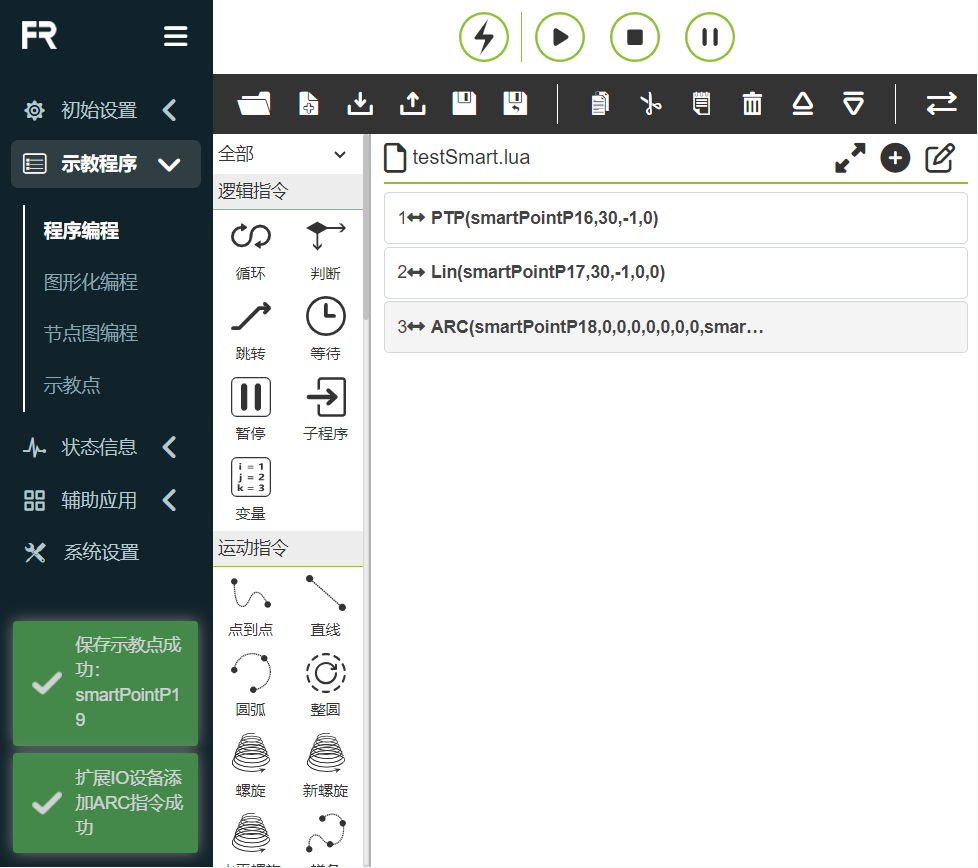 FR
初始设置
示教程序
程序编程
图形化编程
节点图编程
示教点
状态信息
辅助应用
系统设置
保存示教点成
功：
smartPointP1
9
扩展IO设备添
加ARC指令成
功
全部
逻辑指令
循环
判断
跳转
等待
暂停
子程序
i = 1
j = 2
k = 3
变量
运动指令
点到点
直线
圆弧
整圆
螺旋
新螺旋
testSmart.lua
1 PTP(smartPointP16,30,-1,0)
2 Lin(smartPointP17,30,-1,0,0)
3 ARC(smartPointP18,0,0,0,0,0,0,0,smar…